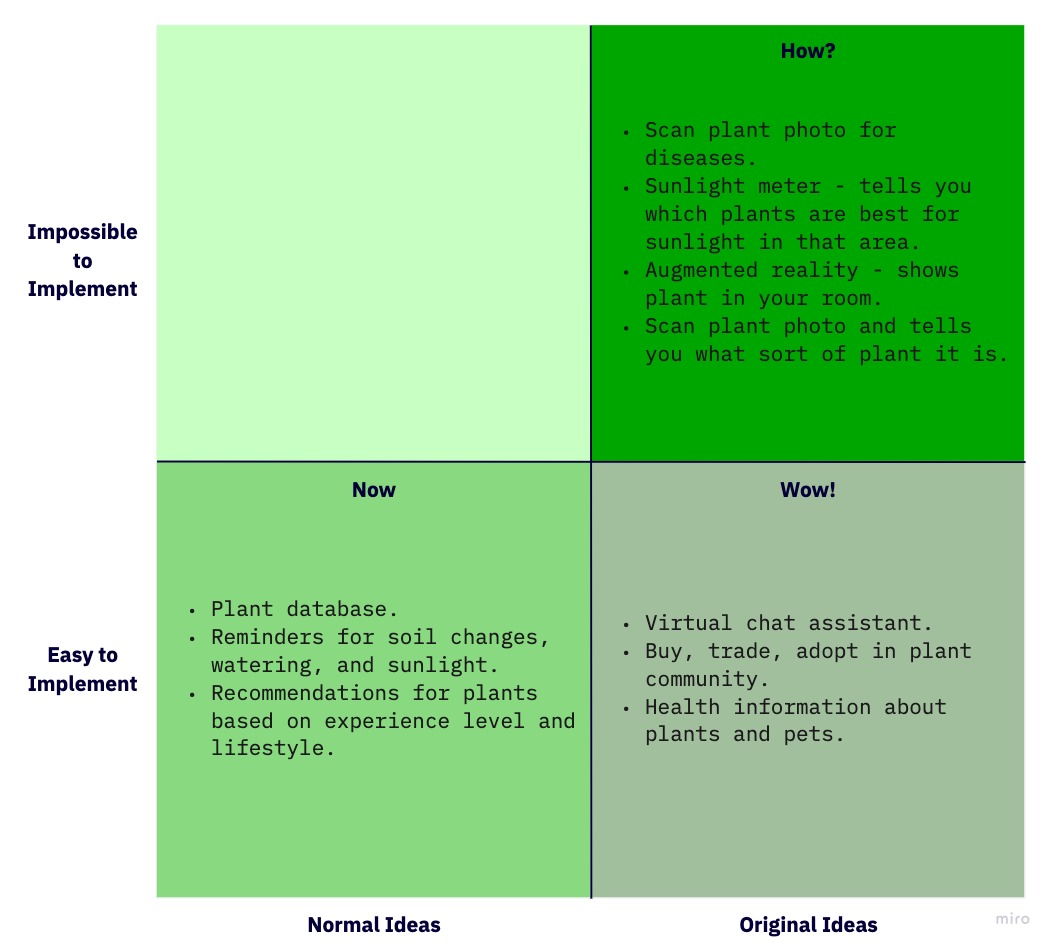 How?
• Scan plant photo for
diseases.
• Sunlight meter - tells you
which plants are best for
sunlight in that area.
• Augmented reality - shows
plant in your room.
• Scan plant photo and tells
you what sort of plant it is.
Impossible
to
Implement
Now
• Plant database.
• Reminders for soil changes,
watering, and sunlight.
• Recommendations for plants
based on experience level and
lifestyle.
Wow!
• Virtual chat assistant.
• Buy, trade, adopt in plant
community.
• Health information about
plants and pets.
Easy to
Implement
Normal Ideas
Original Ideas
miro